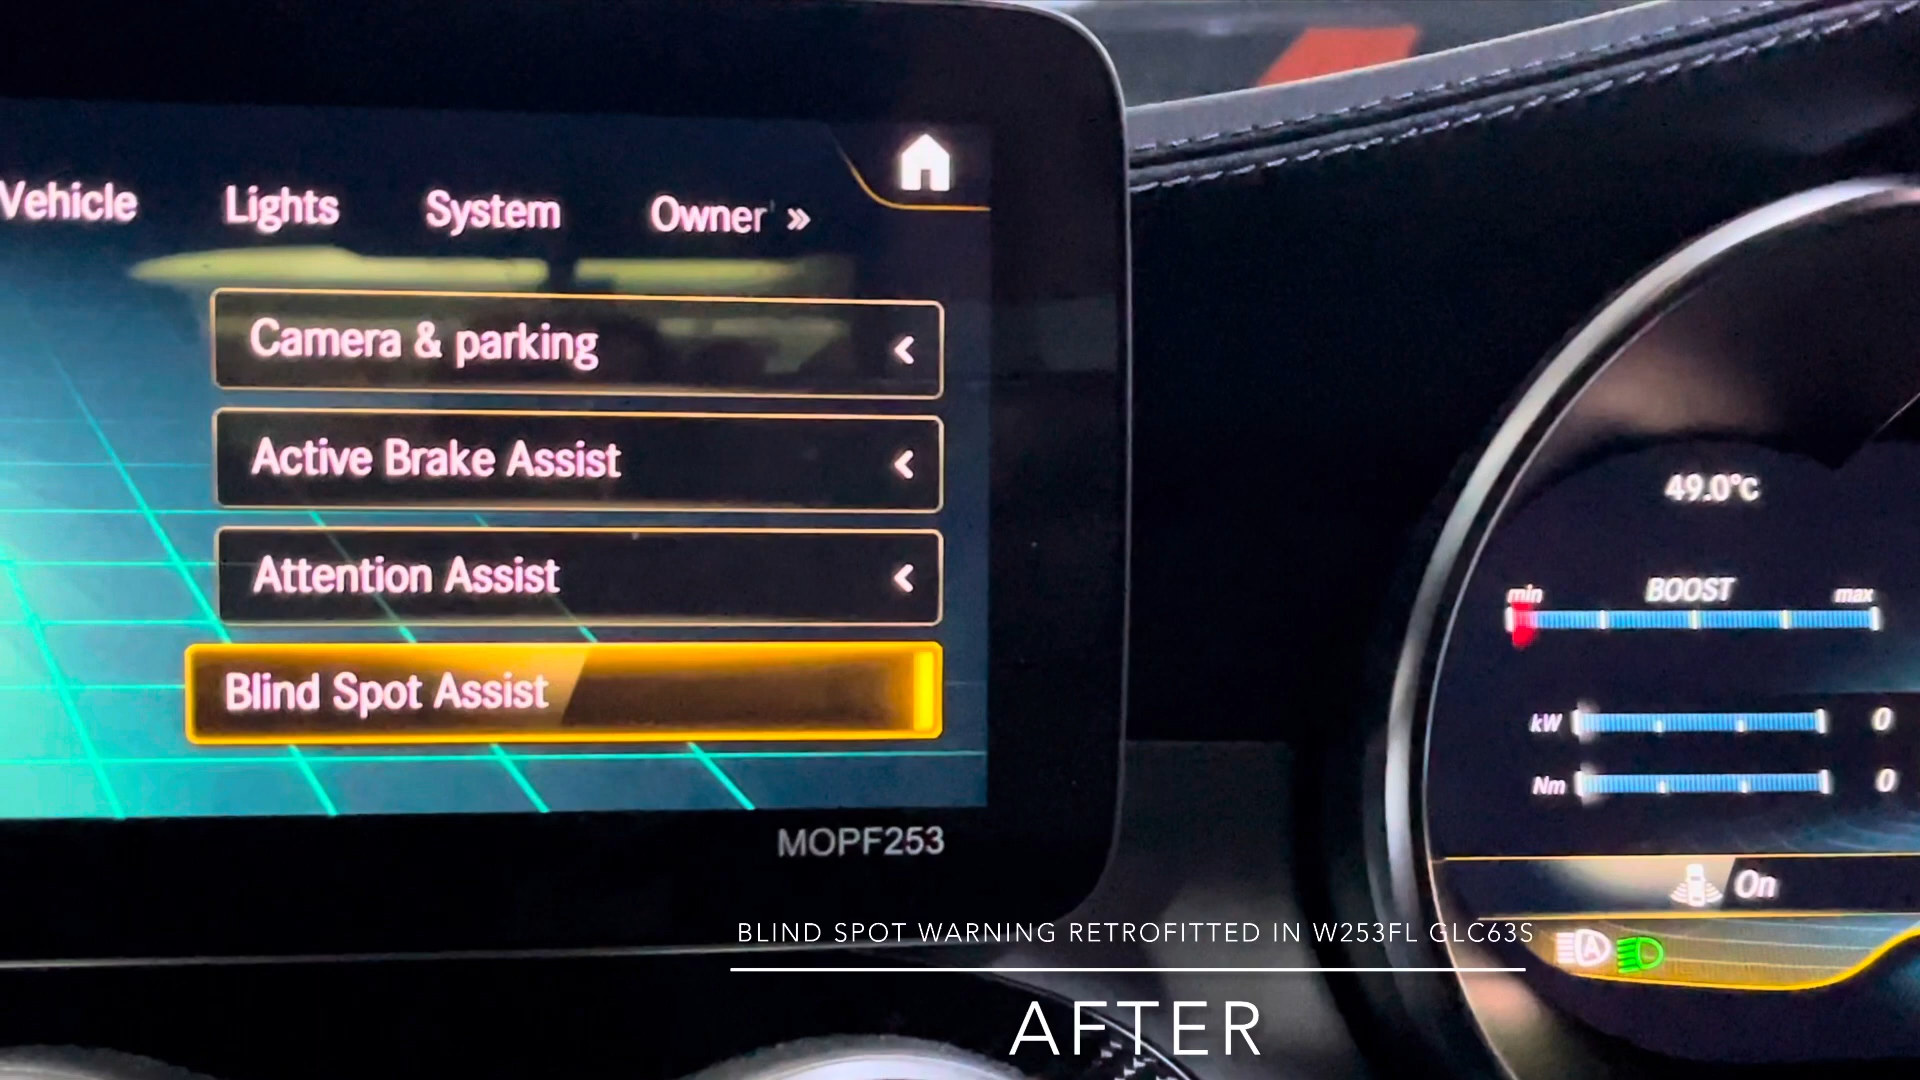 Vehicle Lights System Owner »
Camera & parking
Active Brake Assist
Attention Assist
Blind Spot Assist
MOPF253
49.0°C
BOOST
min max
kW 0
Nm 0
On
A
BLIND SPOT WARNING RETROFITTED IN W253FL GLC63S
AFTER